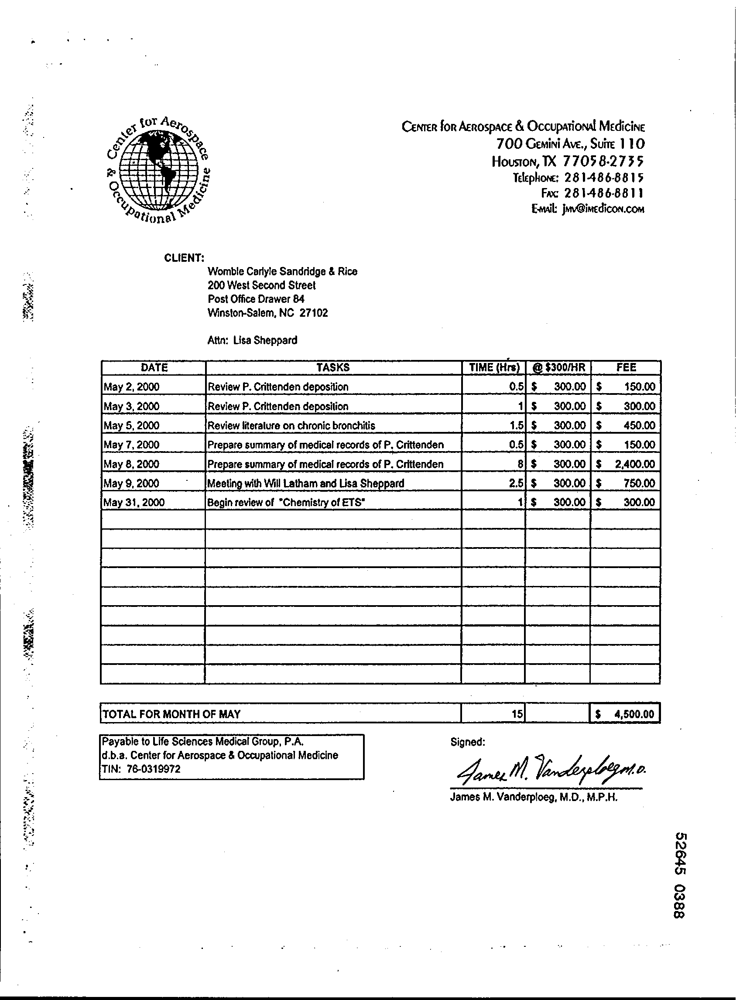 Center for Aerospace
& Occupational Medicine
CENTER for AEROSPACE & OCCUPATIONAL MEDICINE
700 GEMINI AVE., SUITE 110
HOUSTON, TX 77058-2735
TELEPHONE: 281-486-8815
FAX: 281-486-8811
E-MAIL: jmv@iMEDICON.COM
CLIENT:
Womble Carlyle Sandridge & Rice
200 West Second Street
Post Office Drawer 84
Winston-Salem, NC 27102
Attn: Lisa Sheppard
DATE TASKS TIME (Hrs) @ $300/HR FEE
May 2, 2000 Review P. Crittenden deposition 0.5 $ 300.00 $ 150.00
May 3, 2000 Review P. Crittenden deposition 1 $ 300.00 $ 300.00
May 5, 2000 Review literature on chronic bronchitis 1.5 $ 300.00 $ 450.00
May 7, 2000 Prepare summary of medical records of P. Crittenden 0.5 $ 300.00 $ 150.00
May 8, 2000 Prepare summary of medical records of P. Crittenden 8 $ 300.00 $ 2,400.00
May 9, 2000 Meeting with Will Latham and Lisa Sheppard 2.5 $ 300.00 $ 750.00
May 31, 2000 Begin review of "Chemistry of ETS" 1 $ 300.00 $ 300.00
TOTAL FOR MONTH OF MAY 15 $ 4,500.00
Payable to Life Sciences Medical Group, P.A.
d.b.a. Center for Aerospace & Occupational Medicine
TIN: 76-0319972
Signed:
James M. Vanderploeg M.D.
James M. Vanderploeg, M.D., M.P.H.
52645 0388